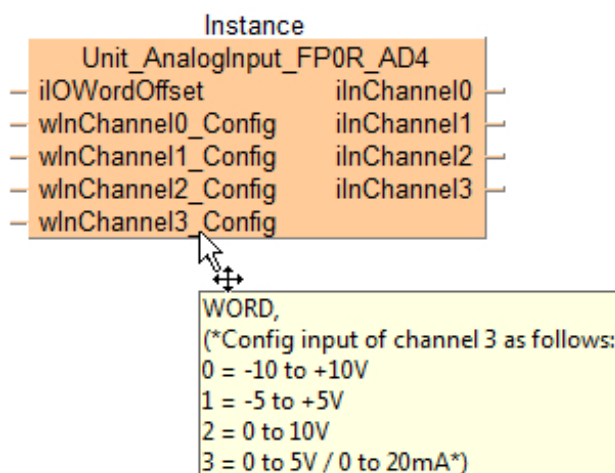 Instance
Unit_AnalogInput_FP0R_AD4
iIOWordOffset iInChannel0
wInChannel0_Config iInChannel1
wInChannel1_Config iInChannel2
wInChannel2_Config iInChannel3
wInChannel3_Config
WORD,
(*Config input of channel 3 as follows:
0 = -10 to +10V
1 = -5 to +5V
2 = 0 to 10V
3 = 0 to 5V / 0 to 20mA*)